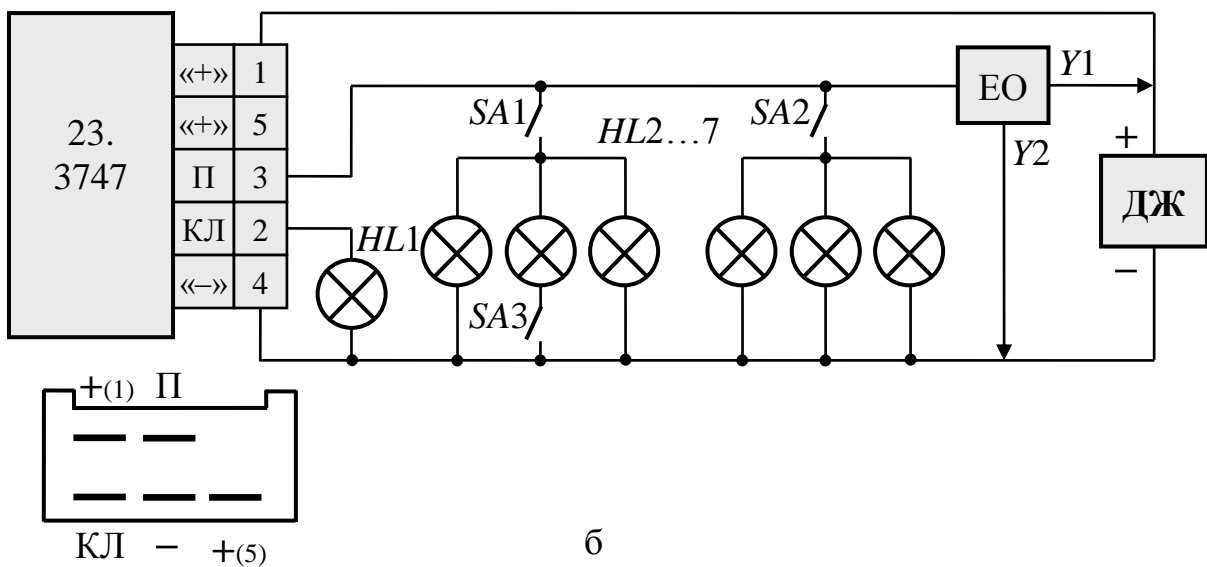 23.
3747
«+» 1
«+» 5
П 3
КЛ 2
«–» 4
HL1
SA1
HL2…7
SA2
SA3
ЕО
Y1
Y2
+
ДЖ
–
+(1) П
КЛ – +(5)
б